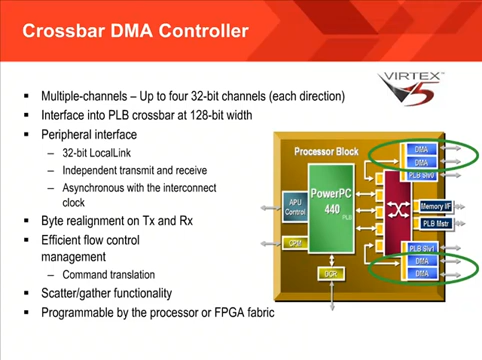 Crossbar DMA Controller
VIRTEX
5
Multiple-channels – Up to four 32-bit channels (each direction)
Interface into PLB crossbar at 128-bit width
Peripheral interface
– 32-bit LocalLink
– Independent transmit and receive
– Asynchronous with the interconnect
clock
Byte realignment on Tx and Rx
Efficient flow control
management
– Command translation
Scatter/gather functionality
Programmable by the processor or FPGA fabric
Processor Block
DMA
DMA
PLB Slv0
PowerPC
440
PLB
APU
Control
CPM
DCR
Memory I/F
PLB Mstr
PLB Slv1
DMA
DMA